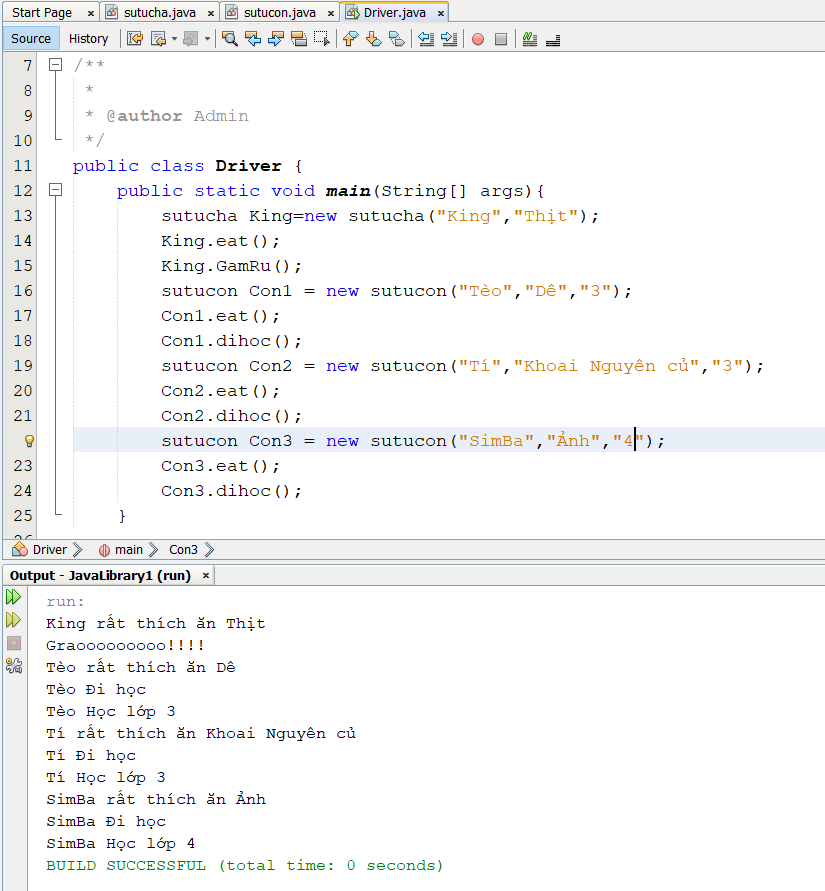 Start Page × sutucha.java × sutucon.java × Driver.java ×
Source History
7 /**
8 *
9 * @author Admin
10 */
11 public class Driver {
12 public static void main(String[] args){
13 sutucha King=new sutucha("King","Thịt");
14 King.eat();
15 King.GamRu();
16 sutucon Con1 = new sutucon("Tèo","Dê","3");
17 Con1.eat();
18 Con1.dihoc();
19 sutucon Con2 = new sutucon("Tí","Khoai Nguyên củ","3");
20 Con2.eat();
21 Con2.dihoc();
sutucon Con3 = new sutucon("SimBa","Ảnh","4");
23 Con3.eat();
24 Con3.dihoc();
25 }
Driver main Con3
Output - JavaLibrary1 (run) ×
run:
King rất thích ăn Thịt
Graooooooooo!!!!
Tèo rất thích ăn Dê
Tèo Đi học
Tèo Học lớp 3
Tí rất thích ăn Khoai Nguyên củ
Tí Đi học
Tí Học lớp 3
SimBa rất thích ăn Ảnh
SimBa Đi học
SimBa Học lớp 4
BUILD SUCCESSFUL (total time: 0 seconds)